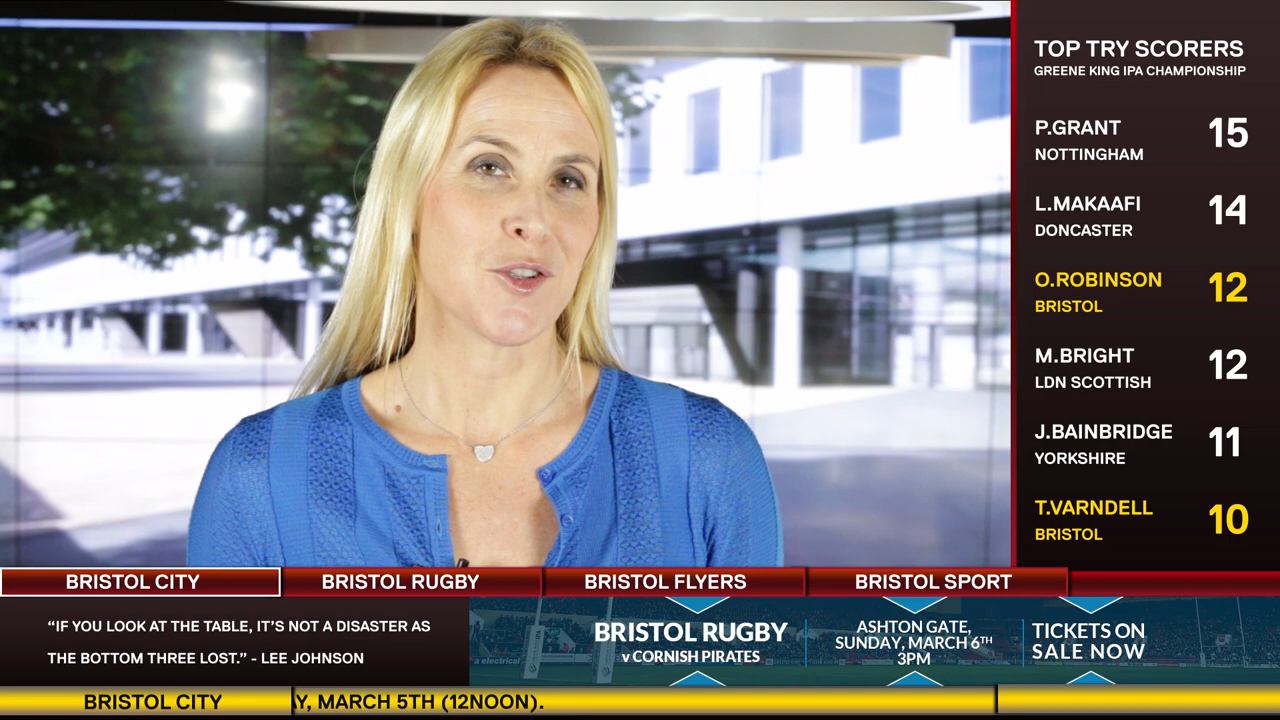 TOP TRY SCORERS
GREENE KING IPA CHAMPIONSHIP
P.GRANT 15
NOTTINGHAM
L.MAKAAFI 14
DONCASTER
O.ROBINSON 12
BRISTOL
M.BRIGHT 12
LDN SCOTTISH
J.BAINBRIDGE 11
YORKSHIRE
T.VARNDELL 10
BRISTOL
BRISTOL CITY BRISTOL RUGBY BRISTOL FLYERS BRISTOL SPORT
“IF YOU LOOK AT THE TABLE, IT’S NOT A DISASTER AS
THE BOTTOM THREE LOST.” - LEE JOHNSON
a electrical
BRISTOL RUGBY
v CORNISH PIRATES
ASHTON GATE,
SUNDAY, MARCH 6TH
3PM
TICKETS ON
SALE NOW
BRISTOL CITY
Y, MARCH 5TH (12NOON).